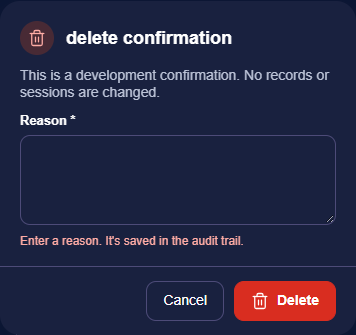 delete confirmation
This is a development confirmation. No records or
sessions are changed.
Reason *
Enter a reason. It's saved in the audit trail.
Cancel
Delete